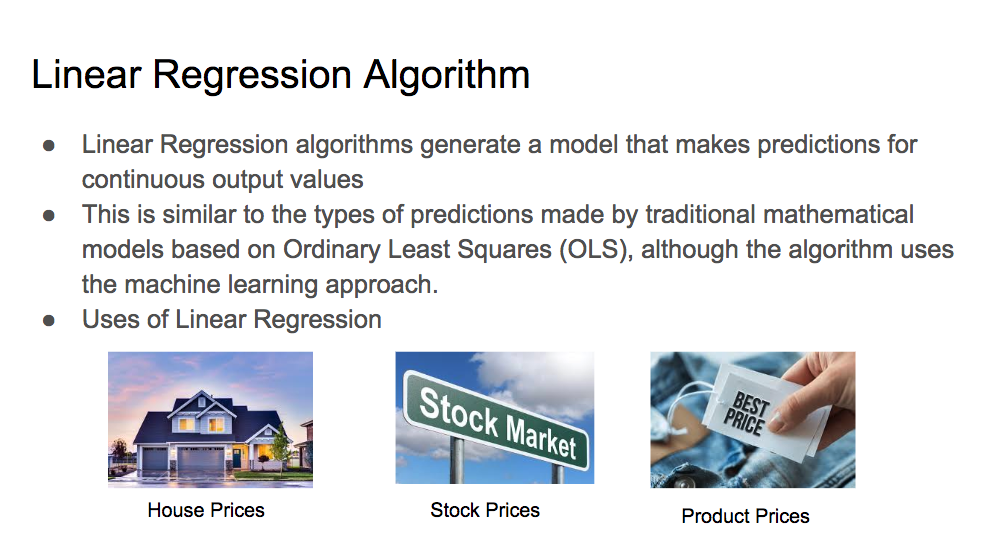 Linear Regression Algorithm
● Linear Regression algorithms generate a model that makes predictions for
continuous output values
● This is similar to the types of predictions made by traditional mathematical
models based on Ordinary Least Squares (OLS), although the algorithm uses
the machine learning approach.
● Uses of Linear Regression
Stock Market
BEST
PRICE
House Prices
Stock Prices
Product Prices